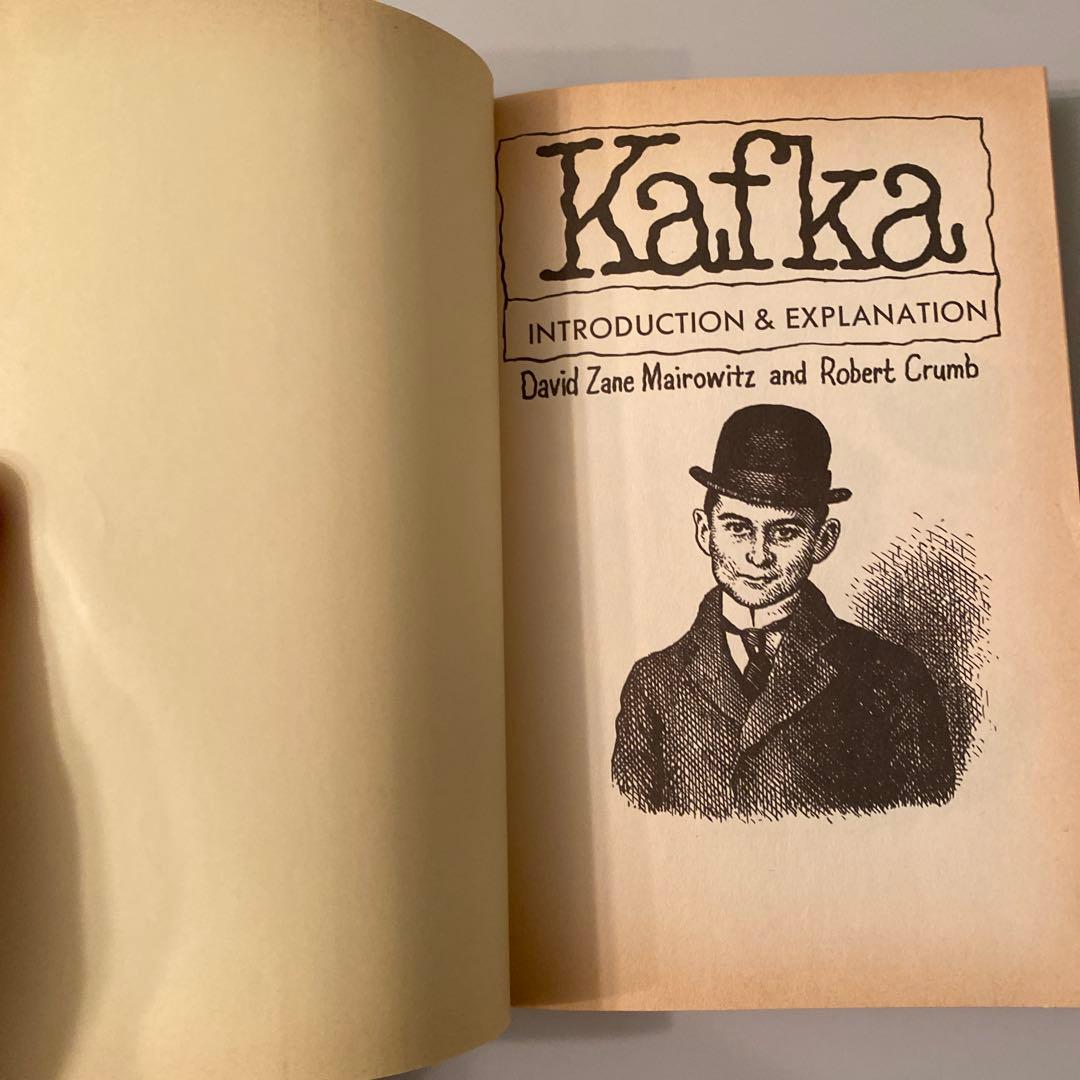 Kafka
INTRODUCTION & EXPLANATION
David Zane Mairowitz and Robert Crumb